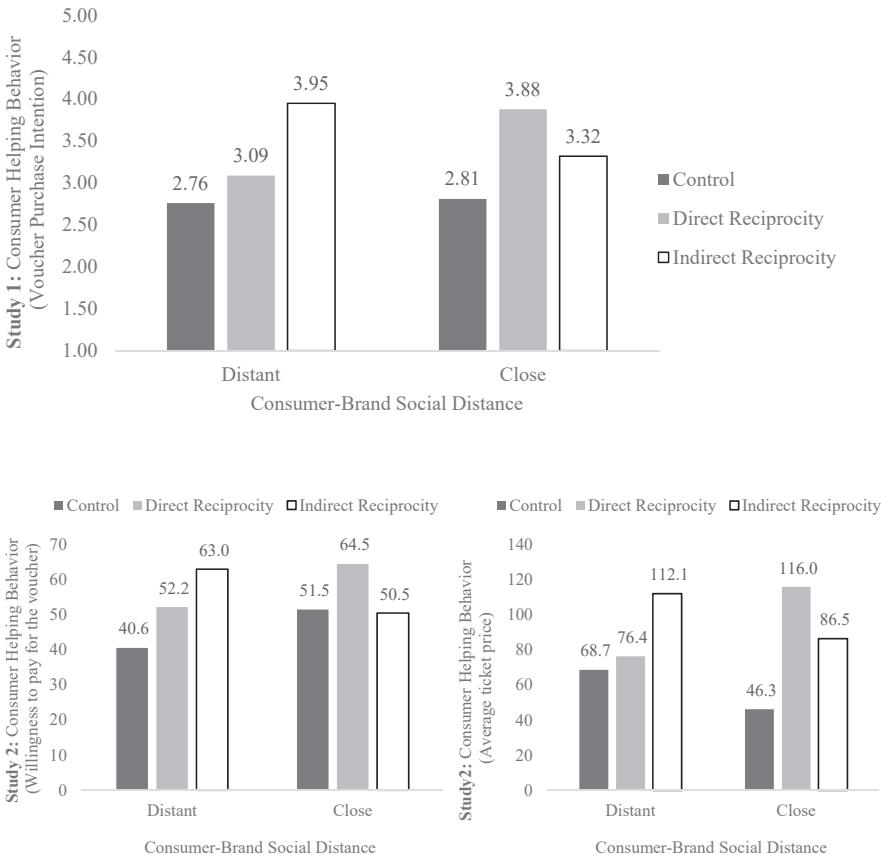 Study 1: Consumer Helping Behavior
(Voucher Purchase Intention)
5.00
4.50
4.00
3.50
3.00
2.50
2.00
1.50
1.00
2.76
3.09
3.95
2.81
3.88
3.32
Distant
Close
Consumer-Brand Social Distance
Control
Direct Reciprocity
Indirect Reciprocity
Control Direct Reciprocity Indirect Reciprocity
Study 2: Consumer Helping Behavior
(Willingness to pay for the voucher)
70
60
50
40
30
20
10
0
40.6
52.2
63.0
51.5
64.5
50.5
Distant
Close
Consumer-Brand Social Distance
Control Direct Reciprocity Indirect Reciprocity
Study2: Consumer Helping Behavior
(Average ticket price)
140
120
100
80
60
40
20
0
68.7
76.4
112.1
46.3
116.0
86.5
Distant
Close
Consumer-Brand Social Distance